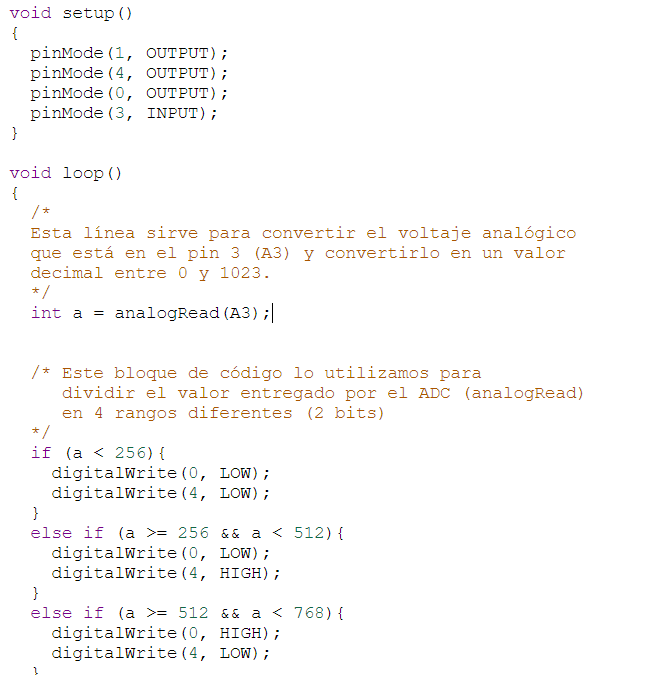 void setup()
{
  pinMode(1, OUTPUT);
  pinMode(4, OUTPUT);
  pinMode(0, OUTPUT);
  pinMode(3, INPUT);
}

void loop()
{
  /*
  Esta línea sirve para convertir el voltaje analógico
  que está en el pin 3 (A3) y convertirlo en un valor
  decimal entre 0 y 1023.
  */
  int a = analogRead(A3);


  /* Este bloque de código lo utilizamos para
     dividir el valor entregado por el ADC (analogRead)
     en 4 rangos diferentes (2 bits)
  */
  if (a < 256){
    digitalWrite(0, LOW);
    digitalWrite(4, LOW);
  }
  else if (a >= 256 && a < 512){
    digitalWrite(0, LOW);
    digitalWrite(4, HIGH);
  }
  else if (a >= 512 && a < 768){
    digitalWrite(0, HIGH);
    digitalWrite(4, LOW);
  }